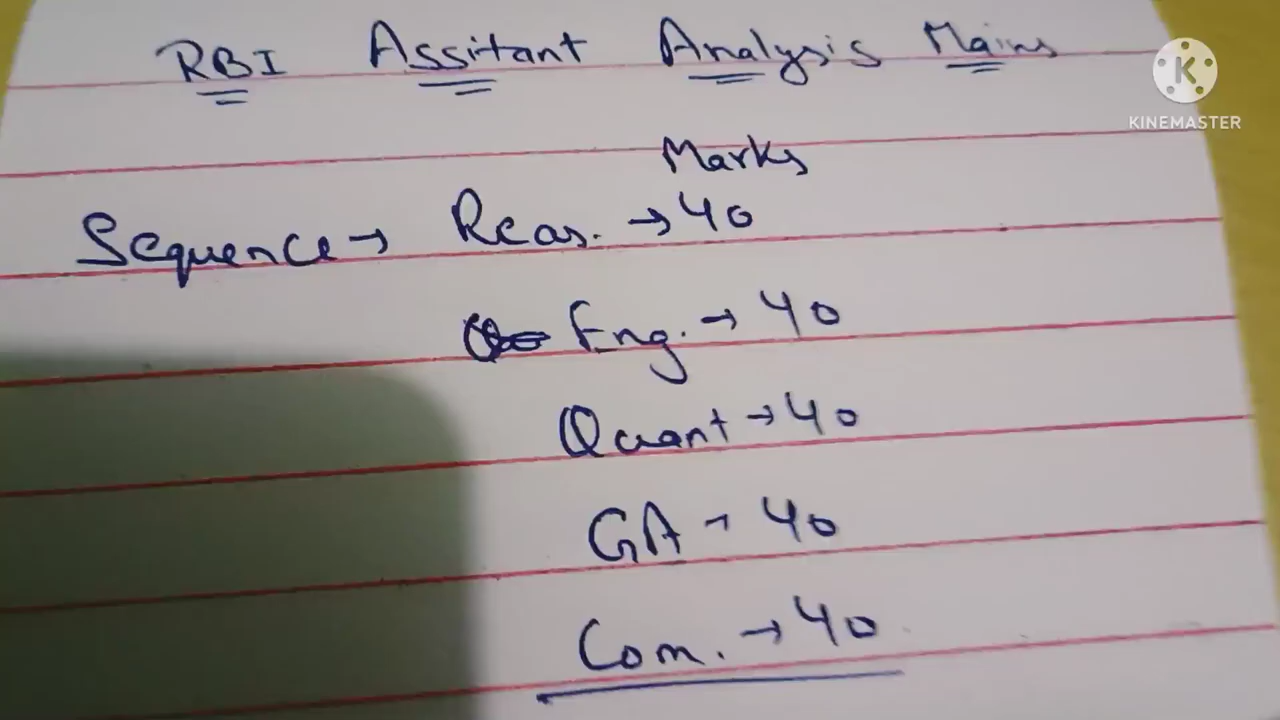 RBI Assitant Analysis Mains
KINEMASTER
Marks
Sequence → Reas. → 40
Eng. → 40
Quant → 40
GA → 40
Com. → 40